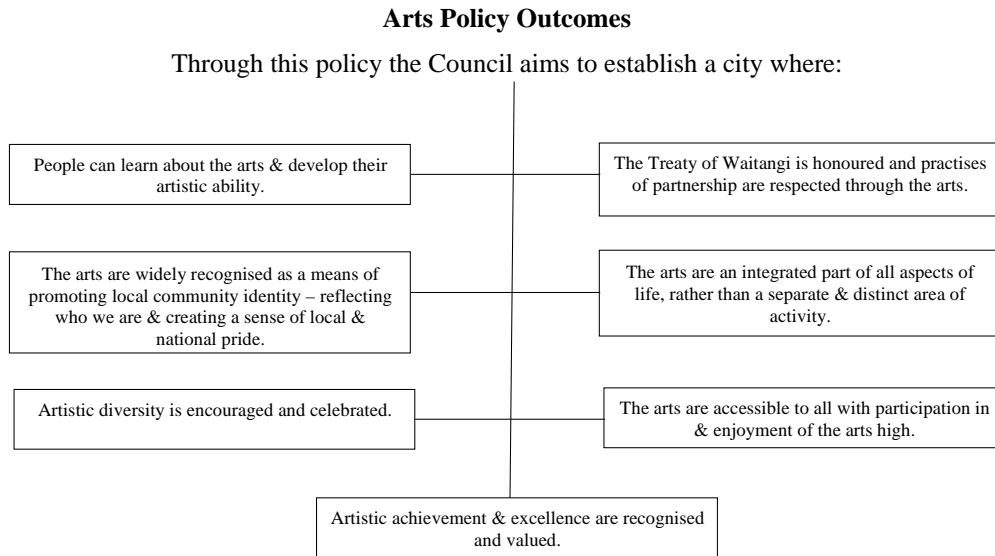 Arts Policy Outcomes
Through this policy the Council aims to establish a city where:
People can learn about the arts & develop their
artistic ability.
The Treaty of Waitangi is honoured and practises
of partnership are respected through the arts.
The arts are widely recognised as a means of
promoting local community identity – reflecting
who we are & creating a sense of local &
national pride.
The arts are an integrated part of all aspects of
life, rather than a separate & distinct area of
activity.
Artistic diversity is encouraged and celebrated.
The arts are accessible to all with participation in
& enjoyment of the arts high.
Artistic achievement & excellence are recognised
and valued.